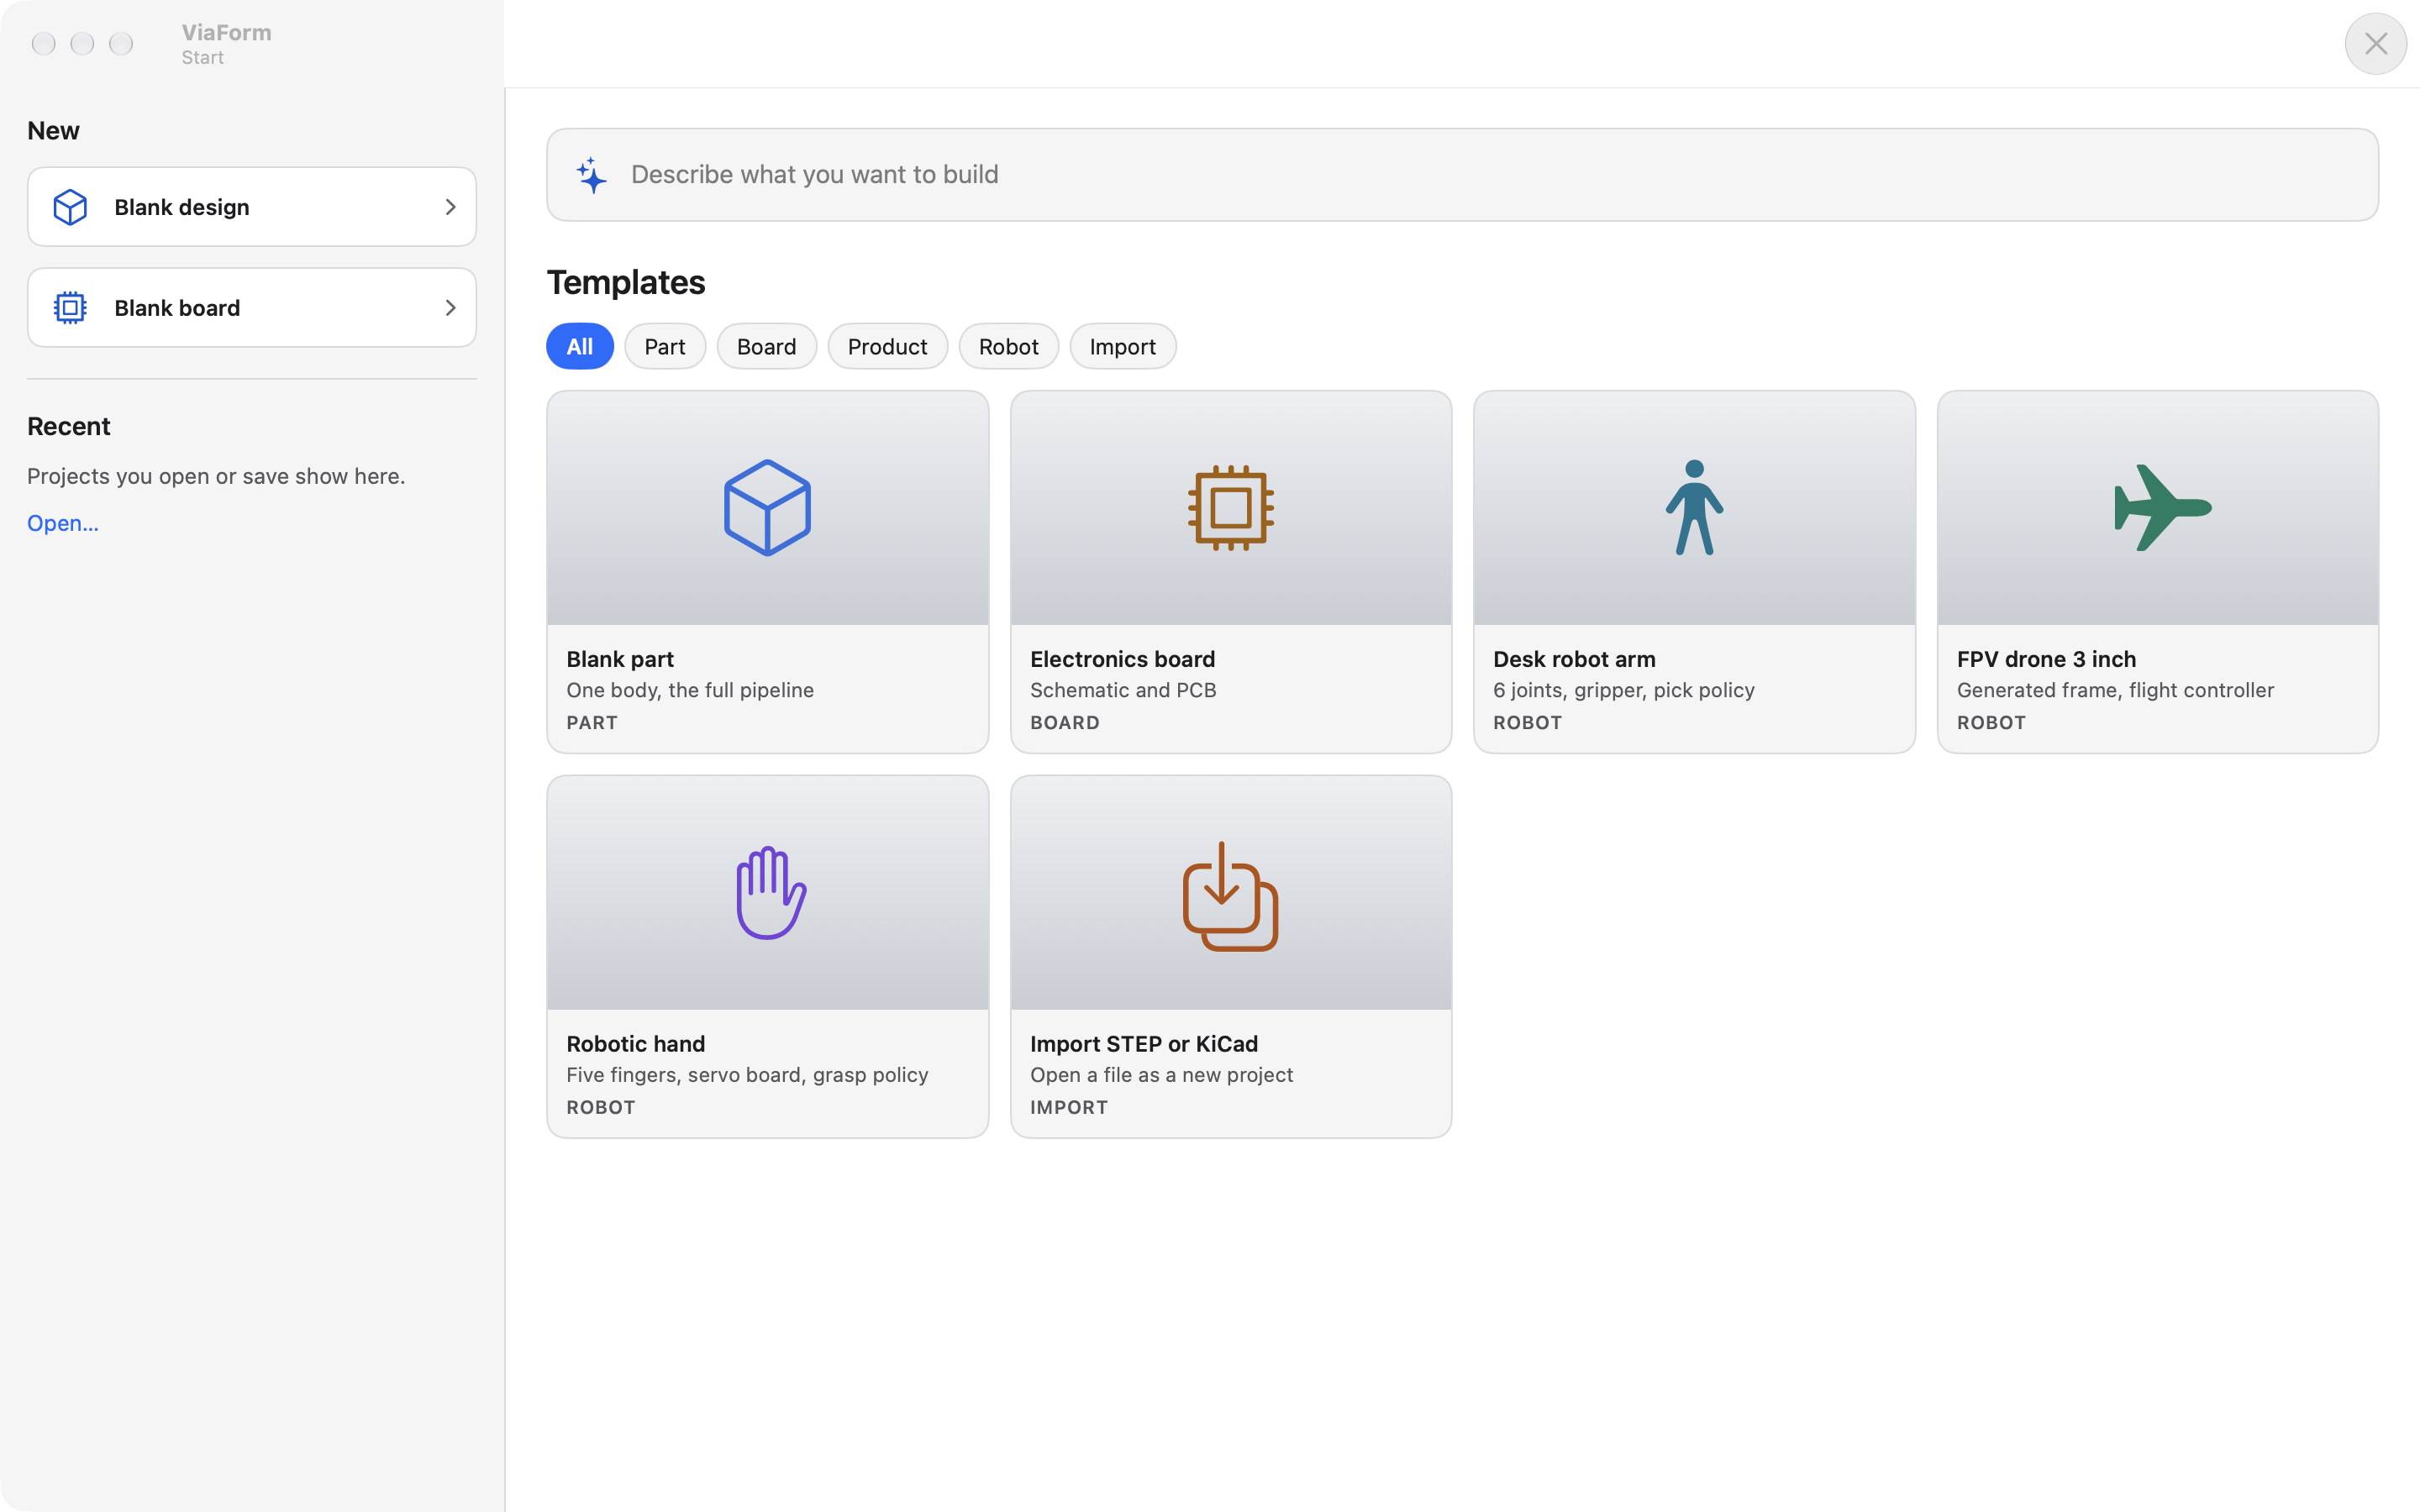 ViaForm
Start
New
Blank design
Blank board
Recent
Projects you open or save show here.
Open...
Describe what you want to build
Templates
All
Part
Board
Product
Robot
Import
Blank part
One body, the full pipeline
PART
Electronics board
Schematic and PCB
BOARD
Desk robot arm
6 joints, gripper, pick policy
ROBOT
FPV drone 3 inch
Generated frame, flight controller
ROBOT
Robotic hand
Five fingers, servo board, grasp policy
ROBOT
Import STEP or KiCad
Open a file as a new project
IMPORT